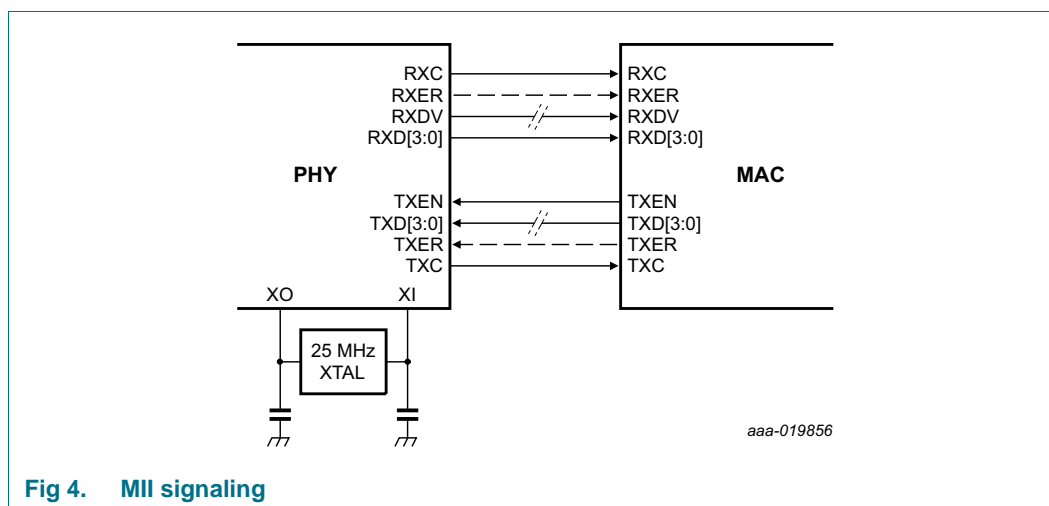 RXC
RXER
RXDV
RXD[3:0]
PHY
TXEN
TXD[3:0]
TXER
TXC
XO
XI
25 MHz
XTAL
RXC
RXER
RXDV
RXD[3:0]
MAC
TXEN
TXD[3:0]
TXER
TXC
aaa-019856
Fig 4. MII signaling